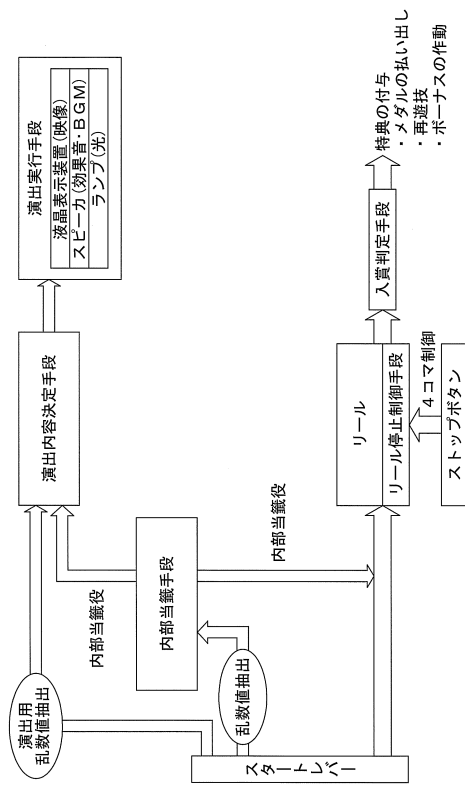 スタートレバー
演出用
乱数値抽出
乱数値抽出
内部当籤手段
内部当籤役
内部当籤役
演出内容決定手段
演出実行手段
液晶表示装置(映像)
スピーカ(効果音・BGM)
ランプ(光)
リール
リール停止制御手段
4コマ制御
ストップボタン
入賞判定手段
特典の付与
・メダルの払い出し
・再遊技
・ボーナスの作動